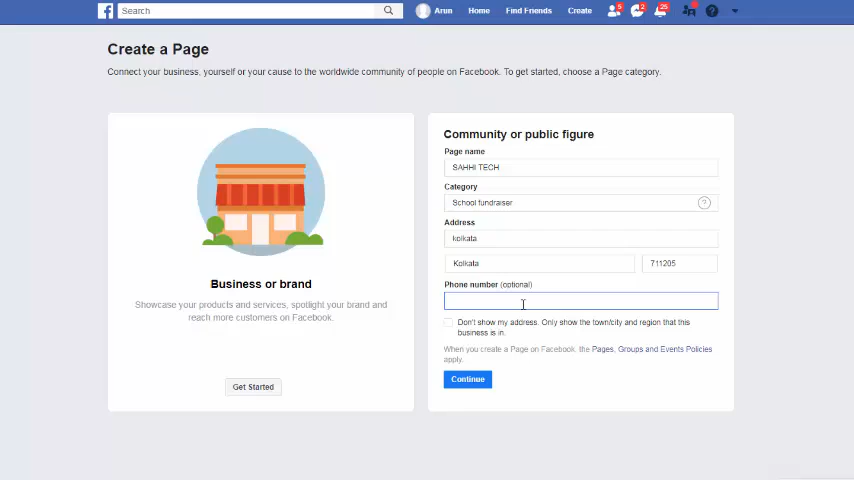 Search
Arun Home Find Friends Create 5 2 25
Create a Page
Connect your business, yourself or your cause to the worldwide community of people on Facebook. To get started, choose a Page category.
Business or brand
Showcase your products and services, spotlight your brand and
reach more customers on Facebook.
Get Started
Community or public figure
Page name
SAHHI TECH
Category
School fundraiser
?
Address
kolkata
Kolkata
711205
Phone number (optional)
Don't show my address. Only show the town/city and region that this
business is in.
When you create a Page on Facebook. the Pages, Groups and Events Policies
apply.
Continue